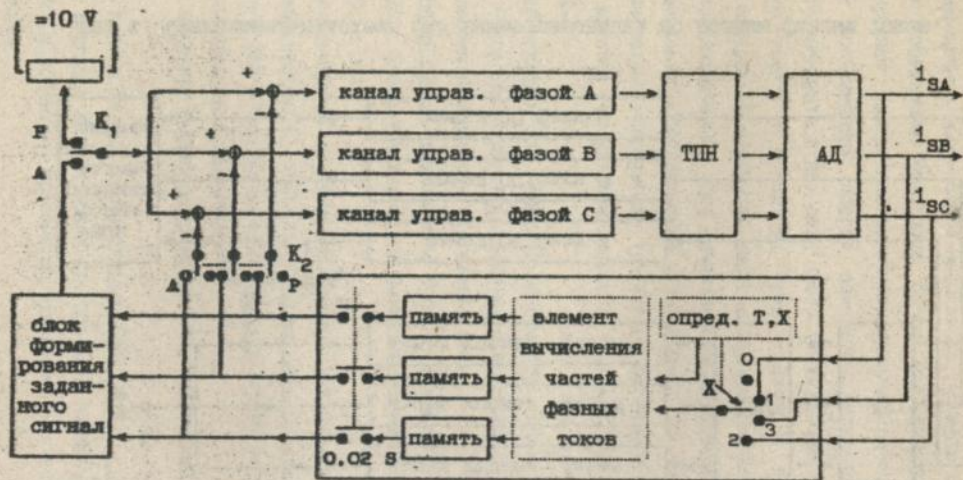 =10 V
P
K1
A
+
+
+
-
-
-
канал управ. фазой А
канал управ. фазой В
канал управ. фазой С
ТПН
АД
iSA
iSB
iSC
K2
A
P
блок
форми-
рования
задан-
ного
сигнал
память
память
память
0.02 S
элемент
вычисления
частей
фазных
токов
опред. T,X
X
0
1
3
2